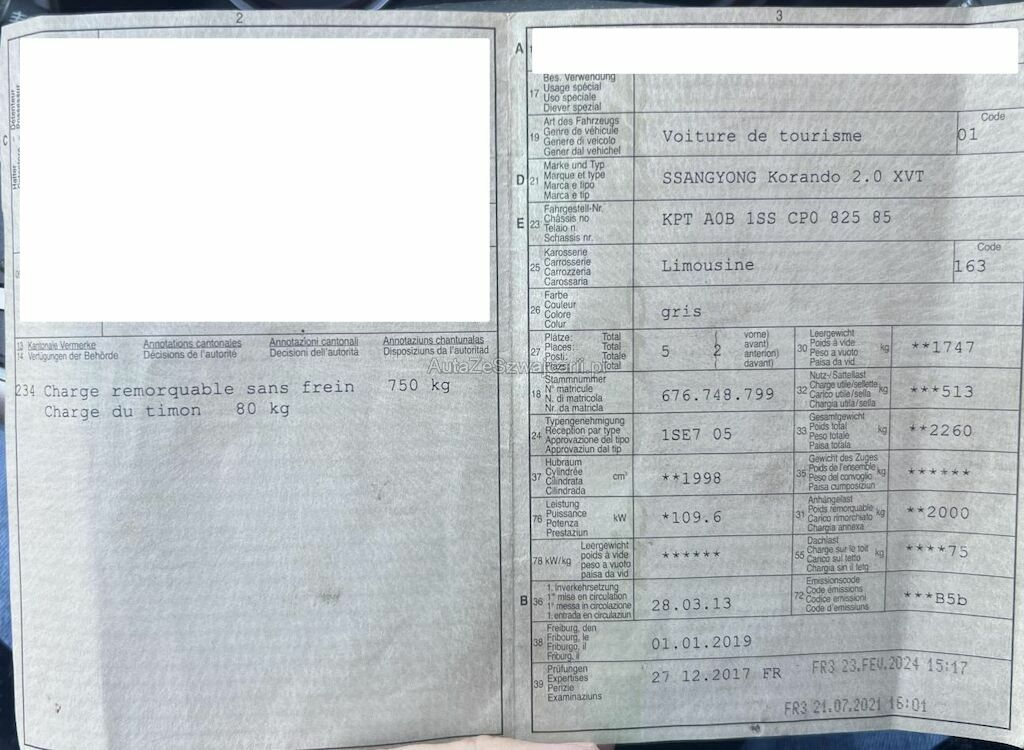 2
Détenteur
Halter
C
13 Kantonale Vermerke
14 Verfügungen der Behörde
Annotations cantonales
Décisions de l'autorité
Annotazioni cantonali
Decisioni dell'autorità
Annotaziuns chantunalas
Disposiziuns da l'autoritad
234 Charge remorquable sans frein 750 kg
Charge du timon 80 kg
AutaZeSzwajcarii.pl
3
A
17 Bes. Verwendung
Usage spécial
Uso speciale
Diever spezial
19 Art des Fahrzeugs
Genre de véhicule
Genere di veicolo
Gener dal vehichel
Voiture de tourisme
Code
01
D 21 Marke und Typ
Marque et type
Marca e tipo
Marca e tip
SSANGYONG Korando 2.0 XVT
E 23 Fahrgestell-Nr.
Châssis no
Telaio n.
Schassis nr.
KPT A0B 1SS CP0 825 85
25 Karosserie
Carrosserie
Carrozzeria
Carossaria
Limousine
Code
163
26 Farbe
Couleur
Colore
Colur
gris
27 Plätze: Total
Places: Total
Posti: Totale
Plazs: Total
5 ( 2 vorne)
avant)
anteriori)
davant)
30 Leergewicht
Poids à vide
Peso a vuoto
Paisa da vid
kg
**1747
18 Stammnummer
N° matricule
N. di matricola
Nr. da matricla
676.748.799
32 Nutz-/Sattellast
Charge utile/sellette
Carico utile/sella
Chargia utila/sella
kg
***513
24 Typengenehmigung
Réception par type
Approvazione del tipo
Approvaziun dal tip
1SE7 05
33 Gesamtgewicht
Poids total
Peso totale
Paisa totala
kg
**2260
37 Hubraum
Cylindrée
Cilindrata
Cilindrada
cm³
**1998
35 Gewicht des Zuges
Poids de l'ensemble
Peso del convoglio
Paisa cumposiziun
kg
******
76 Leistung
Puissance
Potenza
Prestaziun
kW
*109.6
31 Anhängelast
Poids remorquable
Carico rimorchiato
Chargia annexa
kg
**2000
78 kW/kg Leergewicht
poids à vide
peso a vuoto
paisa da vid
******
55 Dachlast
Charge sur le toit
Carico sul tetto
Chargia sin il tetg
kg
****75
B 36 1. Inverkehrsetzung
1re mise en circulation
1a messa in circolazione
1. entrada en circulaziun
28.03.13
72 Emissionscode
Code émissions
Codice emissioni
Code d'emissiuns
***B5b
38 Freiburg, den
Fribourg, le
Friburgo, il
Friburg, il
01.01.2019
39 Prüfungen
Expertises
Perizie
Examinaziuns
27 12.2017 FR
FR3 23.FEV.2024 15:17
FR3 21.07.2021 16:01